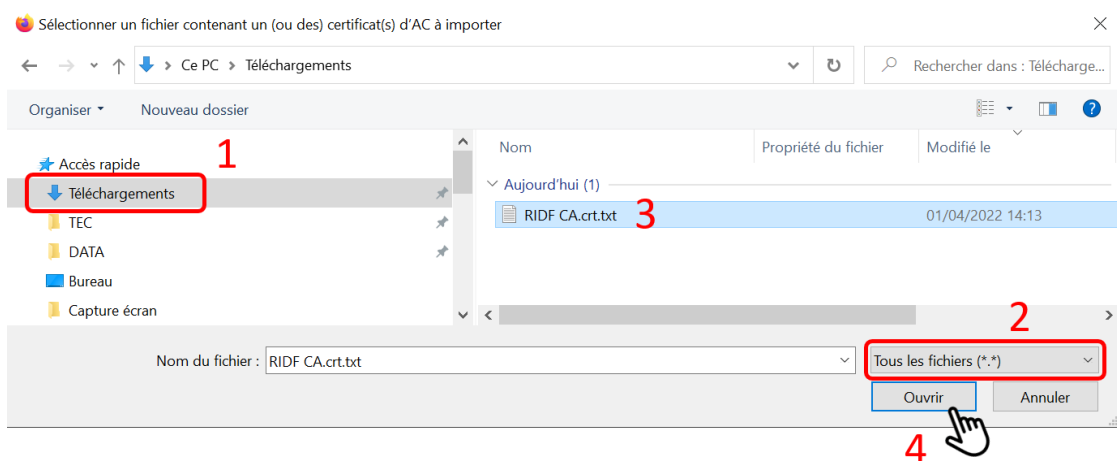 Sélectionner un fichier contenant un (ou des) certificat(s) d'AC à importer
Ce PC > Téléchargements
Rechercher dans : Télécharge...
Organiser
Nouveau dossier
1
Accès rapide
Téléchargements
TEC
DATA
Bureau
Capture écran
Nom
Propriété du fichier
Modifié le
Aujourd'hui (1)
RIDF CA.crt.txt
3
01/04/2022 14:13
2
Nom du fichier :
RIDF CA.crt.txt
Tous les fichiers (*.*)
Ouvrir
Annuler
4